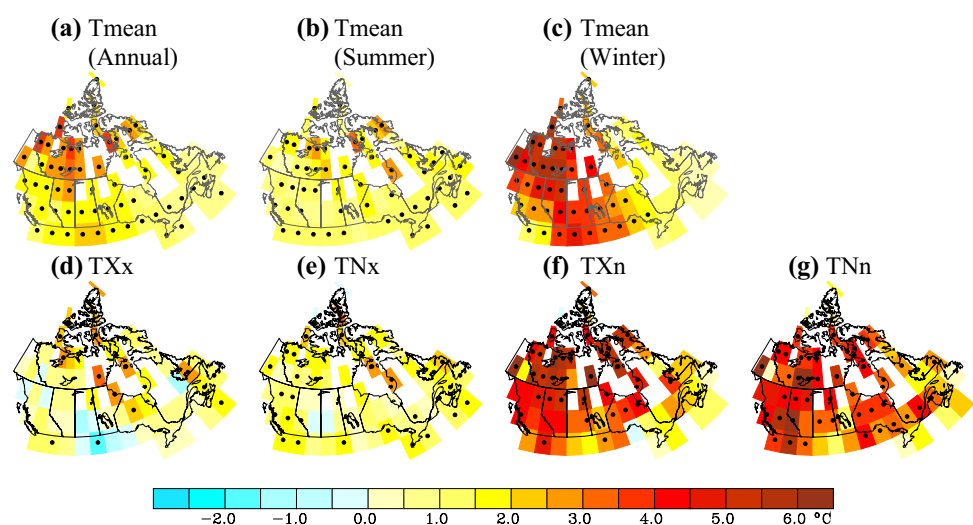 (a) Tmean (Annual)
(b) Tmean (Summer)
(c) Tmean (Winter)
(d) TXx
(e) TNx
(f) TXn
(g) TNn
−2.0 −1.0 0.0 1.0 2.0 3.0 4.0 5.0 6.0 °C